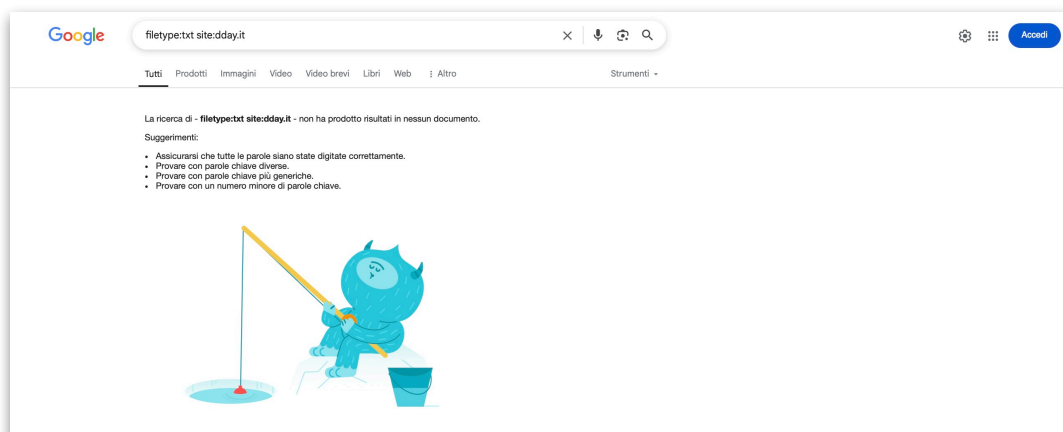 Google
filetype:txt site:dday.it
Accedi
Tutti Prodotti Immagini Video Video brevi Libri Web Altro Strumenti
La ricerca di - filetype:txt site:dday.it - non ha prodotto risultati in nessun documento.
Suggerimenti:
Assicurarsi che tutte le parole siano state digitate correttamente.
Provare con parole chiave diverse.
Provare con parole chiave più generiche.
Provare con un numero minore di parole chiave.